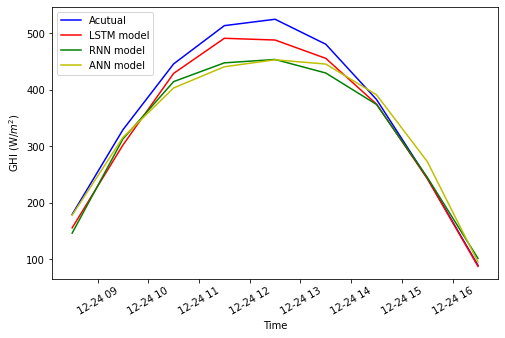 Acutual
LSTM model
RNN model
ANN model
GHI (W/m²)
500
400
300
200
100
12-24 09
12-24 10
12-24 11
12-24 12
12-24 13
12-24 14
12-24 15
12-24 16
Time